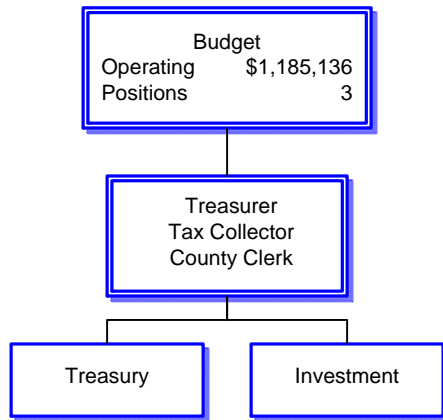 Budget
Operating $1,185,136
Positions 3
Treasurer
Tax Collector
County Clerk
Treasury
Investment